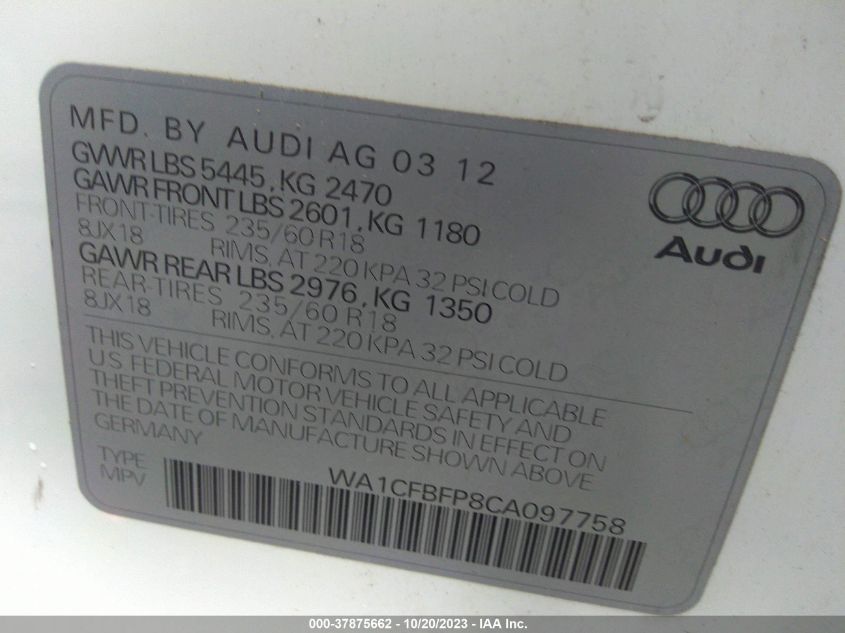 MFD. BY AUDI AG 03 12
GVWR LBS 5445, KG 2470
GAWR FRONT LBS 2601, KG 1180
FRONT-TIRES 235/60 R18
8JX18 RIMS, AT 220 KPA 32 PSI COLD
GAWR REAR LBS 2976, KG 1350
REAR-TIRES 235/60 R18
8JX18 RIMS, AT 220 KPA 32 PSI COLD
Audi
THIS VEHICLE CONFORMS TO ALL APPLICABLE
US FEDERAL MOTOR VEHICLE SAFETY AND
THEFT PREVENTION STANDARDS IN EFFECT ON
THE DATE OF MANUFACTURE SHOWN ABOVE
GERMANY
TYPE WA1CFBFP8CA097758
MPV
000-37875662 - 10/20/2023 - IAA Inc.